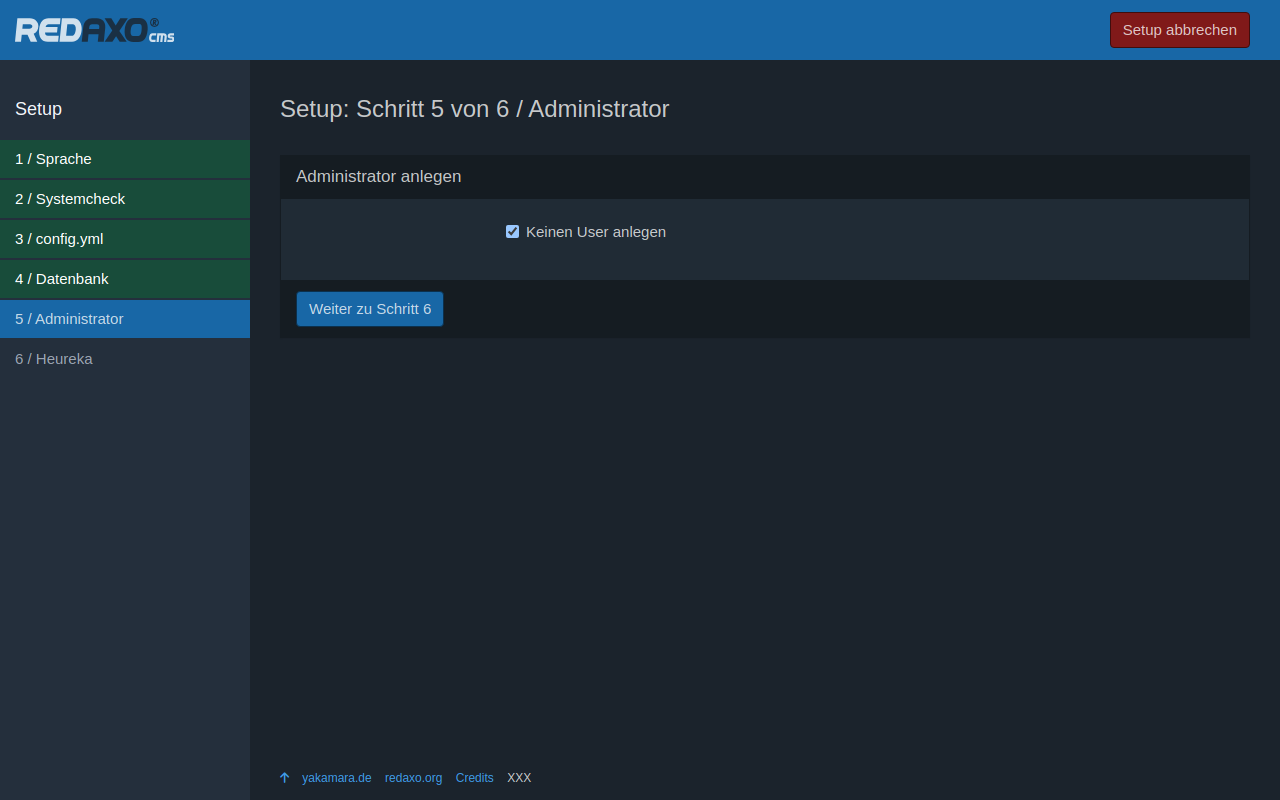 REDAXO® cms
Setup abbrechen
Setup
1 / Sprache
2 / Systemcheck
3 / config.yml
4 / Datenbank
5 / Administrator
6 / Heureka
Setup: Schritt 5 von 6 / Administrator
Administrator anlegen
Keinen User anlegen
Weiter zu Schritt 6
yakamara.de redaxo.org Credits XXX